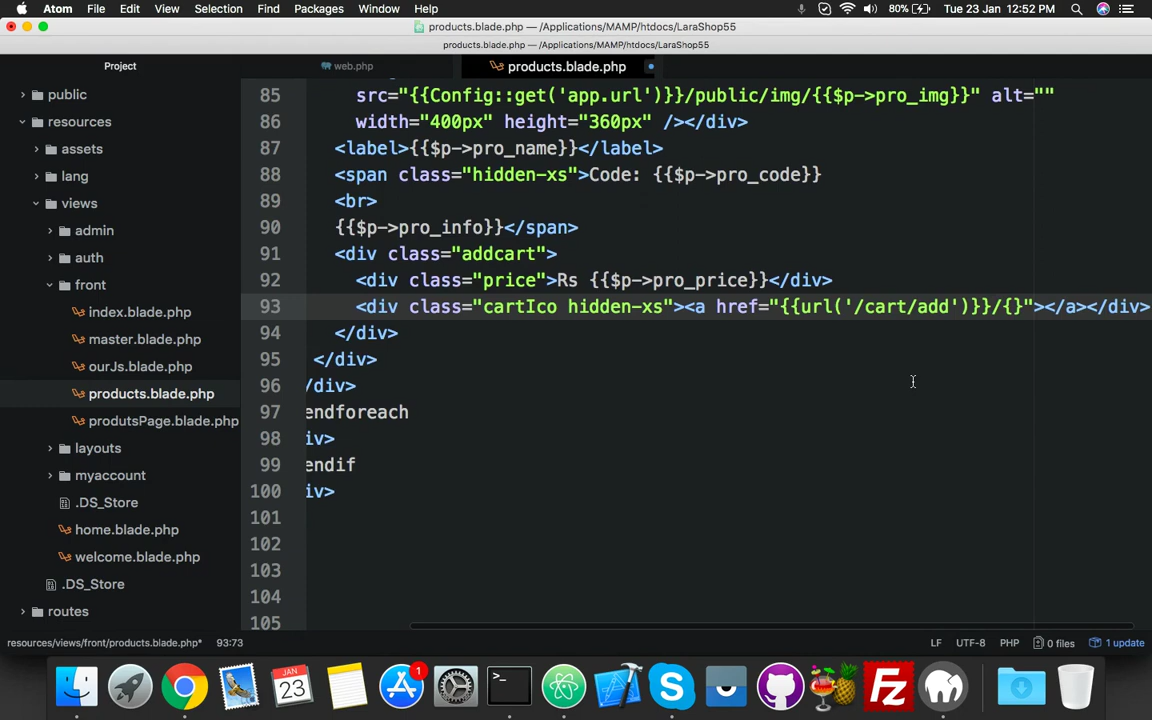 Atom File Edit View Selection Find Packages Window Help 80% Tue 23 Jan 12:52 PM
products.blade.php — /Applications/MAMP/htdocs/LaraShop55
products.blade.php — /Applications/MAMP/htdocs/LaraShop55
Project
web.php
products.blade.php
public
resources
assets
lang
views
admin
auth
front
index.blade.php
master.blade.php
ourJs.blade.php
products.blade.php
produtsPage.blade.php
layouts
myaccount
.DS_Store
home.blade.php
welcome.blade.php
.DS_Store
routes
85 src="{{Config::get('app.url')}}/public/img/{{$p->pro_img}}" alt=""
86 width="400px" height="360px" /></div>
87 <label>{{$p->pro_name}}</label>
88 <span class="hidden-xs">Code: {{$p->pro_code}}
89 <br>
90 {{$p->pro_info}}</span>
91 <div class="addcart">
92 <div class="price">Rs {{$p->pro_price}}</div>
93 <div class="cartIco hidden-xs"><a href="{{url('/cart/add')}}/{}"></a></div>
94 </div>
95 </div>
96 /div>
97 endforeach
98 iv>
99 endif
100 iv>
101
102
103
104
105
resources/views/front/products.blade.php* 93:73 LF UTF-8 PHP 0 files 1 update
JAN
23
1
>_
Fz